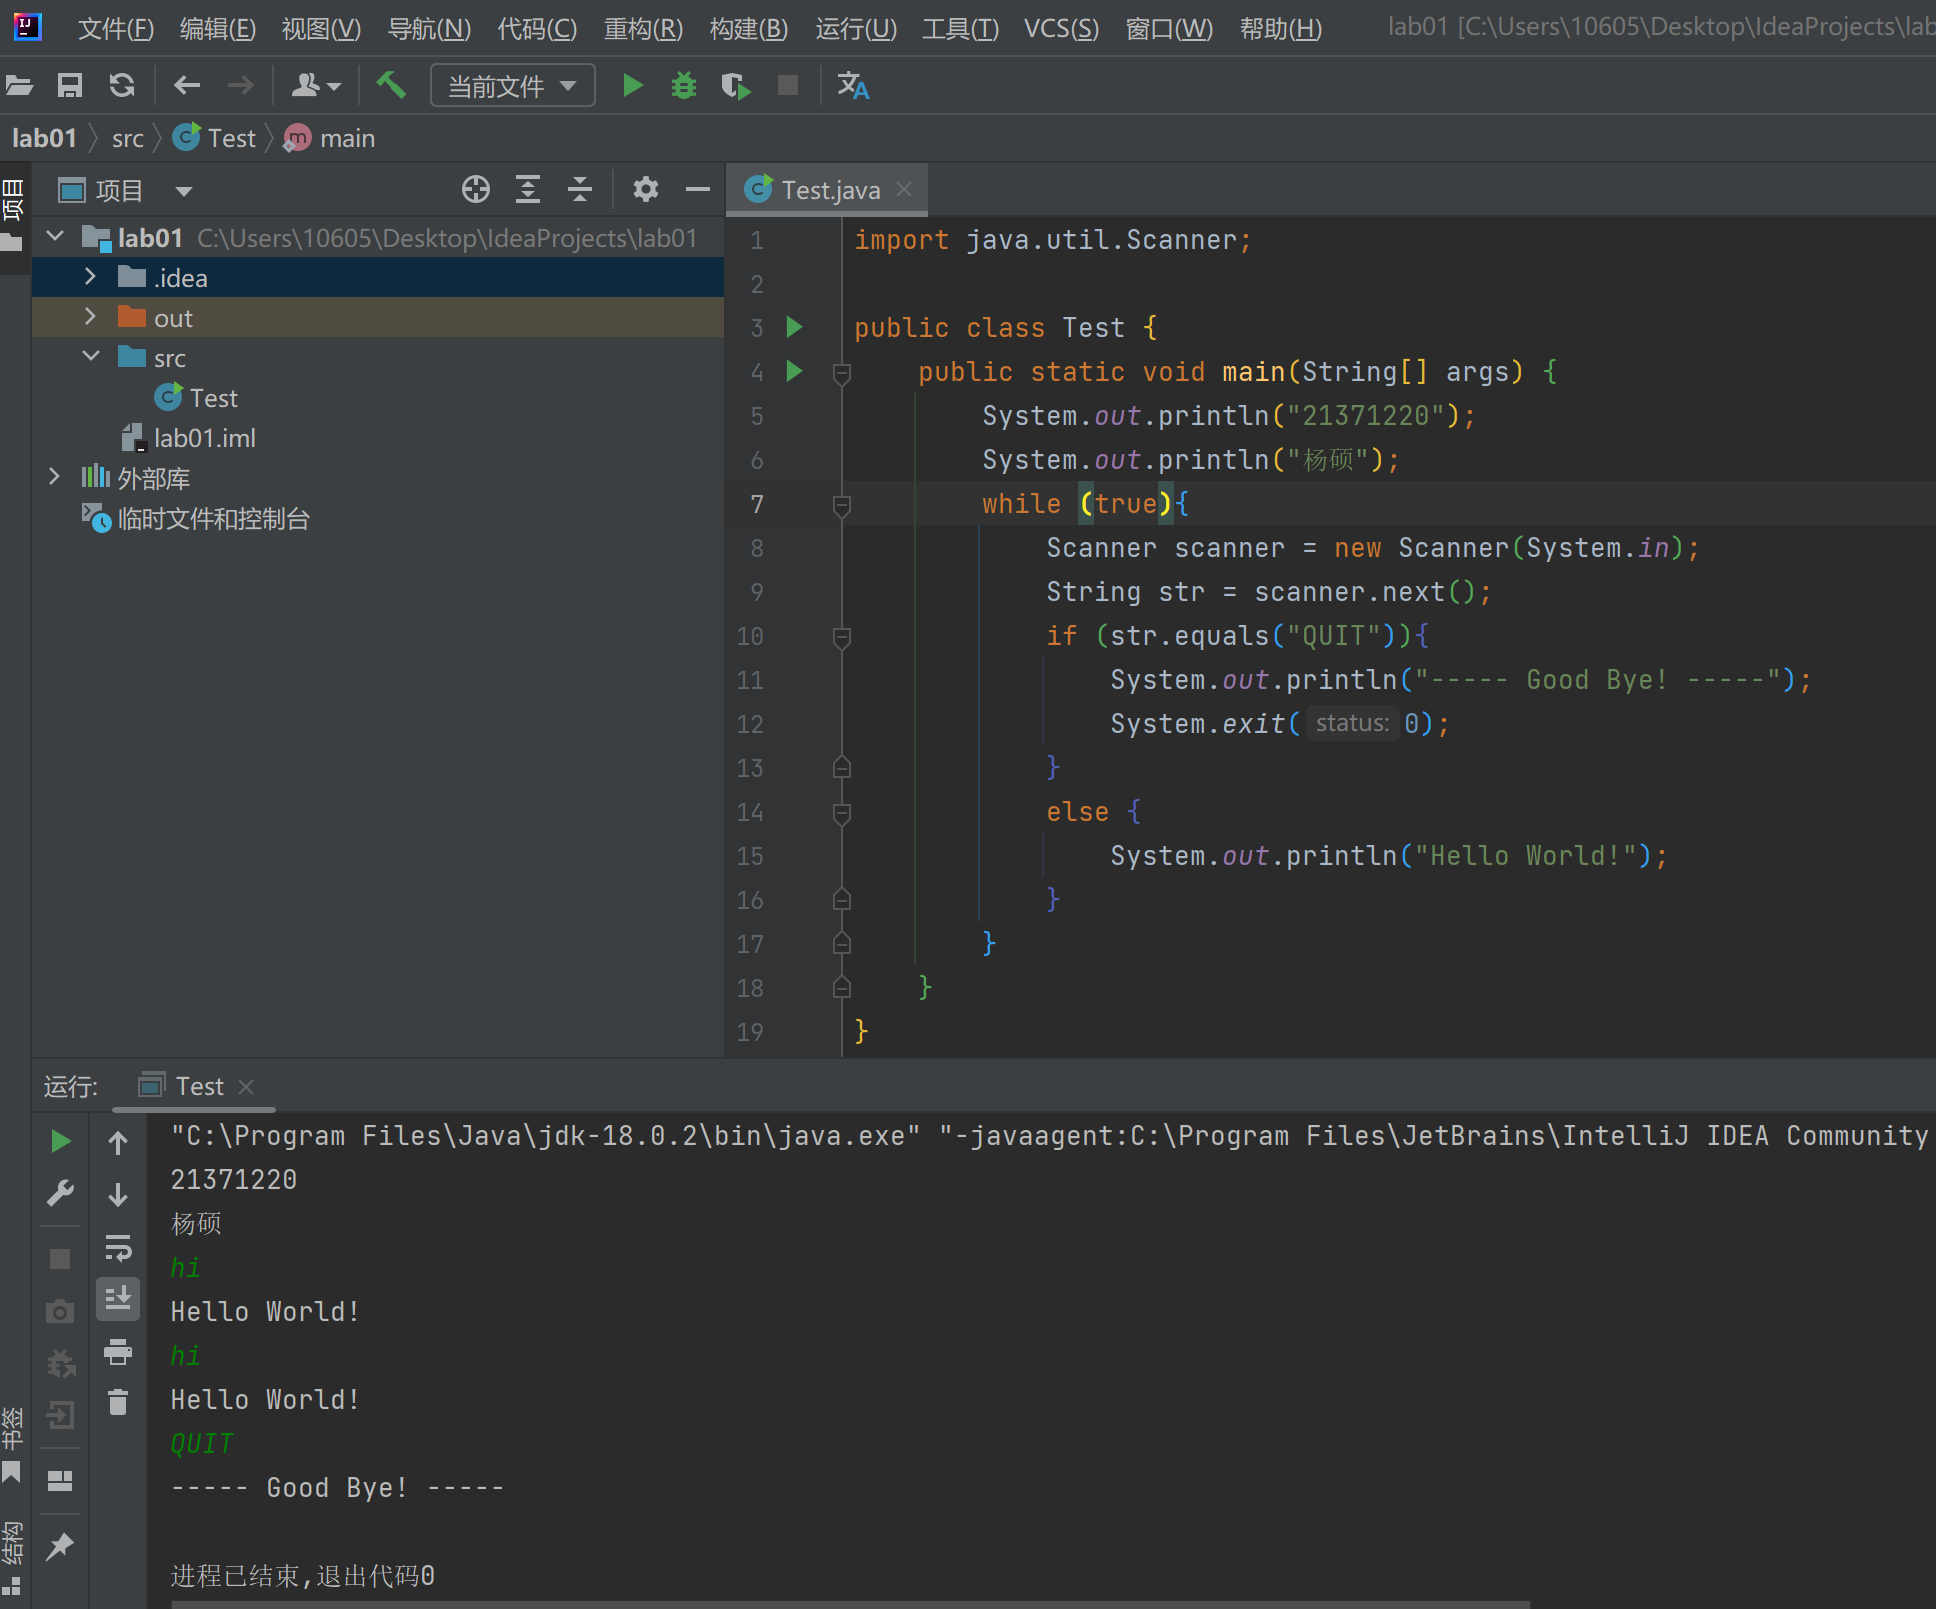 文件(F) 编辑(E) 视图(V) 导航(N) 代码(C) 重构(R) 构建(B) 运行(U) 工具(T) VCS(S) 窗口(W) 帮助(H) lab01 [C:\Users\10605\Desktop\IdeaProjects\lab
当前文件
lab01 src Test main
项目
项目
Test.java
lab01 C:\Users\10605\Desktop\IdeaProjects\lab01
.idea
out
src
Test
lab01.iml
外部库
临时文件和控制台
1 import java.util.Scanner;
2
3 public class Test {
4 public static void main(String[] args) {
5 System.out.println("21371220");
6 System.out.println("杨硕");
7 while (true){
8 Scanner scanner = new Scanner(System.in);
9 String str = scanner.next();
10 if (str.equals("QUIT")){
11 System.out.println("----- Good Bye! -----");
12 System.exit( status: 0);
13 }
14 else {
15 System.out.println("Hello World!");
16 }
17 }
18 }
19 }
运行: Test
"C:\Program Files\Java\jdk-18.0.2\bin\java.exe" "-javaagent:C:\Program Files\JetBrains\IntelliJ IDEA Community
21371220
杨硕
hi
Hello World!
hi
Hello World!
QUIT
----- Good Bye! -----
进程已结束,退出代码0
书签
结构